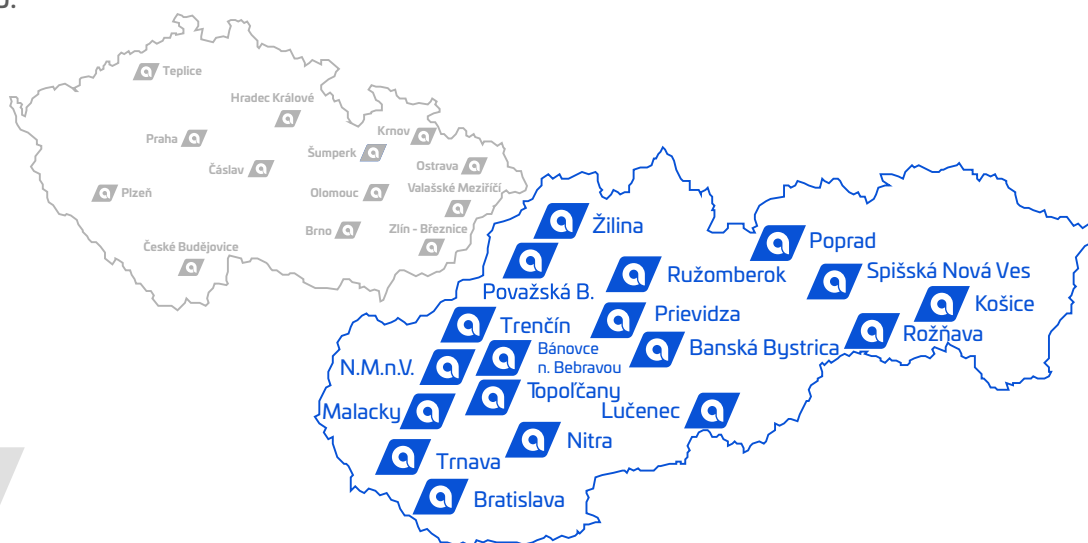 Teplice
Hradec Králové
Praha
Krnov
Šumperk
Ostrava
Čáslav
Plzeň
Olomouc
Valašské Meziříčí
Brno
Zlín - Březnice
České Budějovice
Žilina
Poprad
Považská B.
Ružomberok
Spišská Nová Ves
Košice
Trenčín
Prievidza
Rožňava
N.M.n.V.
Bánovce
n. Bebravou
Banská Bystrica
Topoľčany
Malacky
Lučenec
Nitra
Trnava
Bratislava